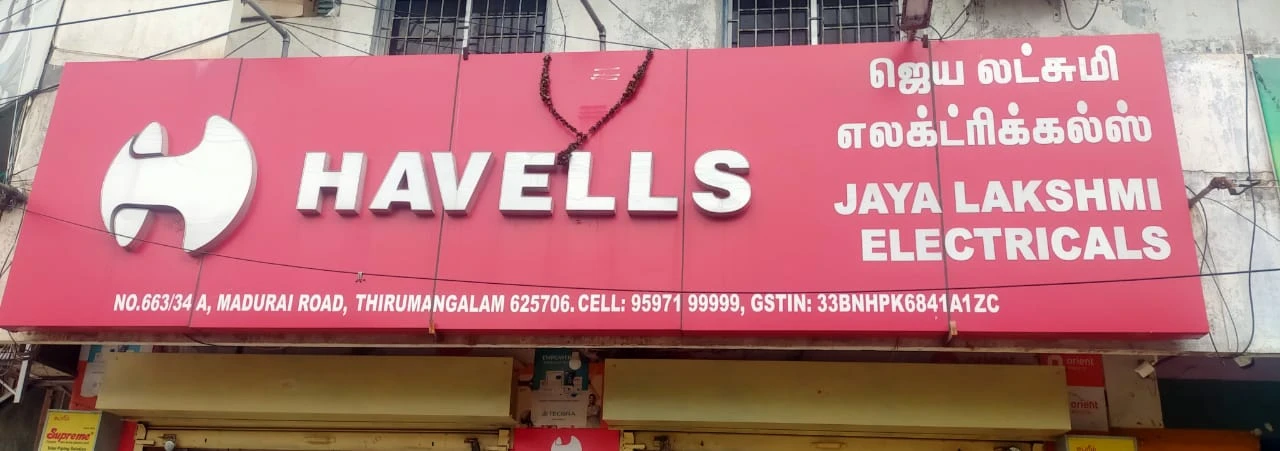 HAVELLS
ஜெய லட்சுமி
எலக்ட்ரிக்கல்ஸ்
JAYA LAKSHMI
ELECTRICALS
NO.663/34 A, MADURAI ROAD, THIRUMANGALAM 625706. CELL: 95971 99999, GSTIN: 33BNHPK6841A1ZC
orient
orient
Supreme